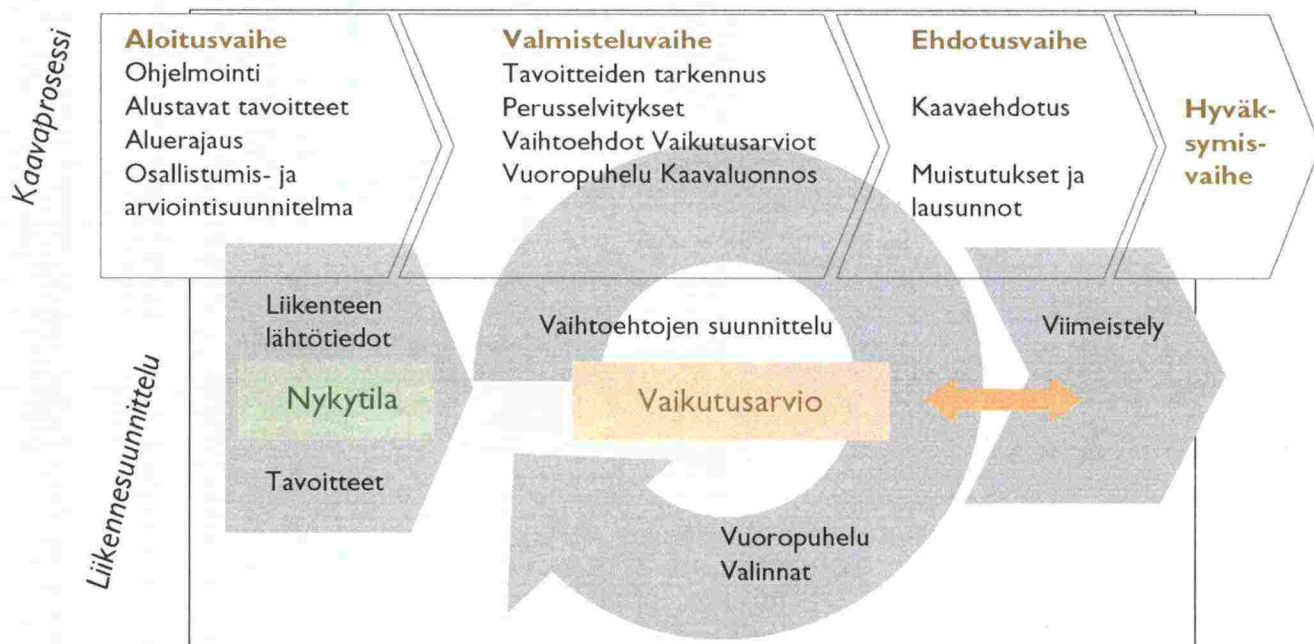 Kaavaprosessi
Aloitusvaihe
Ohjelmointi
Alustavat tavoitteet
Aluerajaus
Osallistumis- ja
arviointisuunnitelma
Valmisteluvaihe
Tavoitteiden tarkennus
Perusselvitykset
Vaihtoehdot Vaikutusarviot
Vuoropuhelu Kaavaluonnos
Ehdotusvaihe
Kaavaehdotus
Muistutukset ja
lausunnot
Hyväk-
symis-
vaihe
Liikennesuunnittelu
Liikenteen
lähtötiedot
Nykytila
Tavoitteet
Vaihtoehtojen suunnittelu
Vaikutusarvio
Vuoropuhelu
Valinnat
Viimeistely